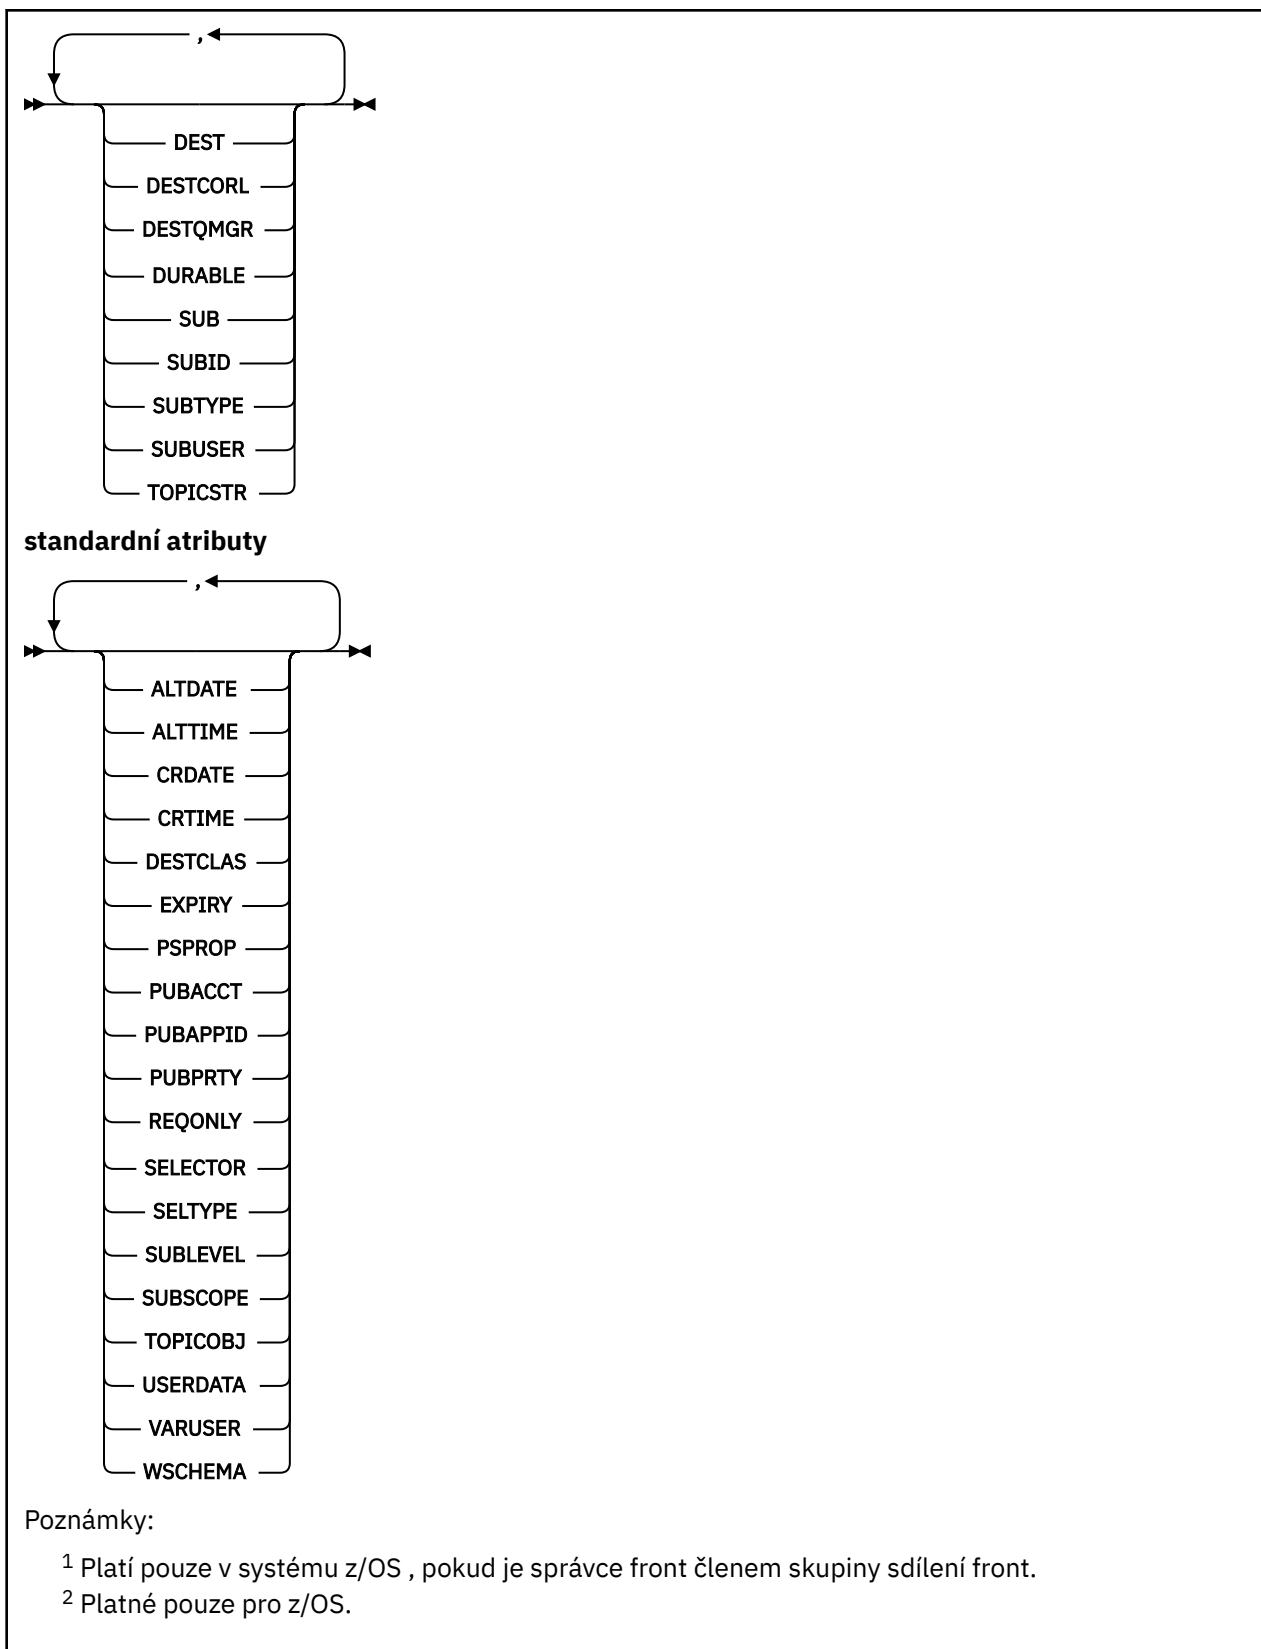 ,
DEST
DESTCORL
DESTQMGR
DURABLE
SUB
SUBID
SUBTYPE
SUBUSER
TOPICSTR
standardní atributy
,
ALTDATE
ALTTIME
CRDATE
CRTIME
DESTCLAS
EXPIRY
PSPROP
PUBACCT
PUBAPPID
PUBPRTY
REQONLY
SELECTOR
SELTYPE
SUBLEVEL
SUBSCOPE
TOPICOBJ
USERDATA
VARUSER
WSCHEMA
Poznámky:
1 Platí pouze v systému z/OS , pokud je správce front členem skupiny sdílení front.
2 Platné pouze pro z/OS.